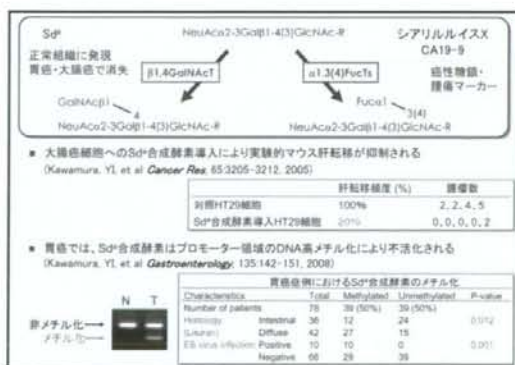 Sdª
NeuAcα2-3Galβ1-4(3)GlcNAc-R
シアリルルイスX
CA19-9
正常組織に発現
胃癌・大腸癌で消失
β1,4GalNAcT
α1,3(4)FucTs
癌性糖鎖・
腫瘍マーカー
GalNAcβ1
4
NeuAcα2-3Galβ1-4(3)GlcNAc-R
Fucα1
3(4)
NeuAcα2-3Galβ1-4(3)GlcNAc-R
■ 大腸癌細胞へのSdª合成酵素導入により実験的マウス肝転移が抑制される
(Kawamura, YI, et al Cancer Res, 65:3205-3212, 2005)
肝転移頻度 (%) 腫瘍数
対照HT29細胞 100% 2, 2, 4, 5
Sdª合成酵素導入HT29細胞 20% 0, 0, 0, 0, 2
■ 胃癌では、Sdª合成酵素はプロモーター領域のDNA高メチル化により不活化される
(Kawamura, YI, et al Gastroenterology, 135:142-151, 2008)
N T
非メチル化→
メチル化→
胃癌症例におけるSdª合成酵素のメチル化
Characteristics Total Methylated Unmethylated P-value
Number of patients 78 39 (50%) 39 (50%)
Histology Intestinal 36 12 24 0.012
(Lauren) Diffuse 42 27 15
EB virus infection Positive 10 10 0 0.001
Negative 66 28 38